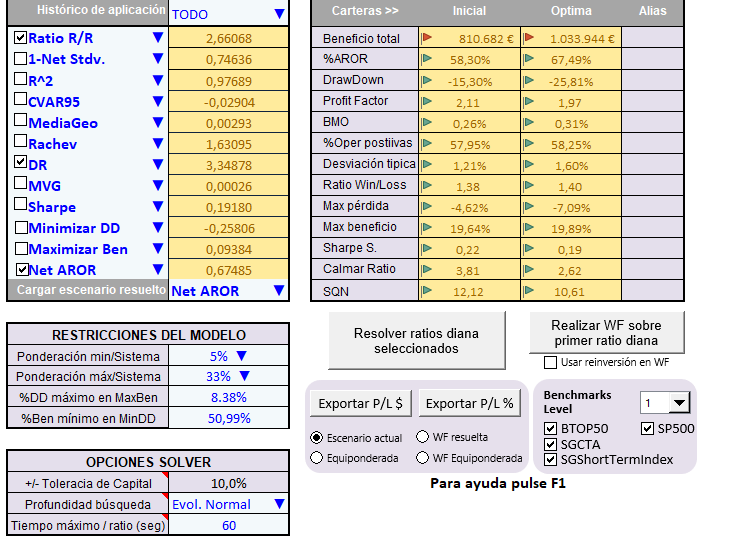 Histórico de aplicación TODO
Ratio R/R 2,66068
1-Net Stdv. 0,74636
R^2 0,97689
CVAR95 -0,02904
MediaGeo 0,00293
Rachev 1,63095
DR 3,34878
MVG 0,00026
Sharpe 0,19180
Minimizar DD -0,25806
Maximizar Ben 0,09384
Net AROR 0,67485
Cargar escenario resuelto Net AROR
Carteras >> Inicial Optima Alias
Beneficio total 810.682 € 1.033.944 €
%AROR 58,30% 67,49%
DrawDown -15,30% -25,81%
Profit Factor 2,11 1,97
BMO 0,26% 0,31%
%Oper postiivas 57,95% 58,25%
Desviación tipica 1,21% 1,60%
Ratio Win/Loss 1,38 1,40
Max pérdida -4,62% -7,09%
Max beneficio 19,64% 19,89%
Sharpe S. 0,22 0,19
Calmar Ratio 3,81 2,62
SQN 12,12 10,61
RESTRICCIONES DEL MODELO
Ponderación min/Sistema 5%
Ponderación máx/Sistema 33%
%DD máximo en MaxBen 8.38%
%Ben mínimo en MinDD 50,99%
OPCIONES SOLVER
+/- Toleracia de Capital 10,0%
Profundidad búsqueda Evol. Normal
Tiempo máximo / ratio (seg) 60
Resolver ratios diana
seleccionados
Realizar WF sobre
primer ratio diana
Usar reinversión en WF
Exportar P/L $ Exportar P/L %
Escenario actual WF resuelta
Equiponderada WF Equiponderada
Benchmarks
Level 1
BTOP50 SP500
SGCTA
SGShortTermIndex
Para ayuda pulse F1